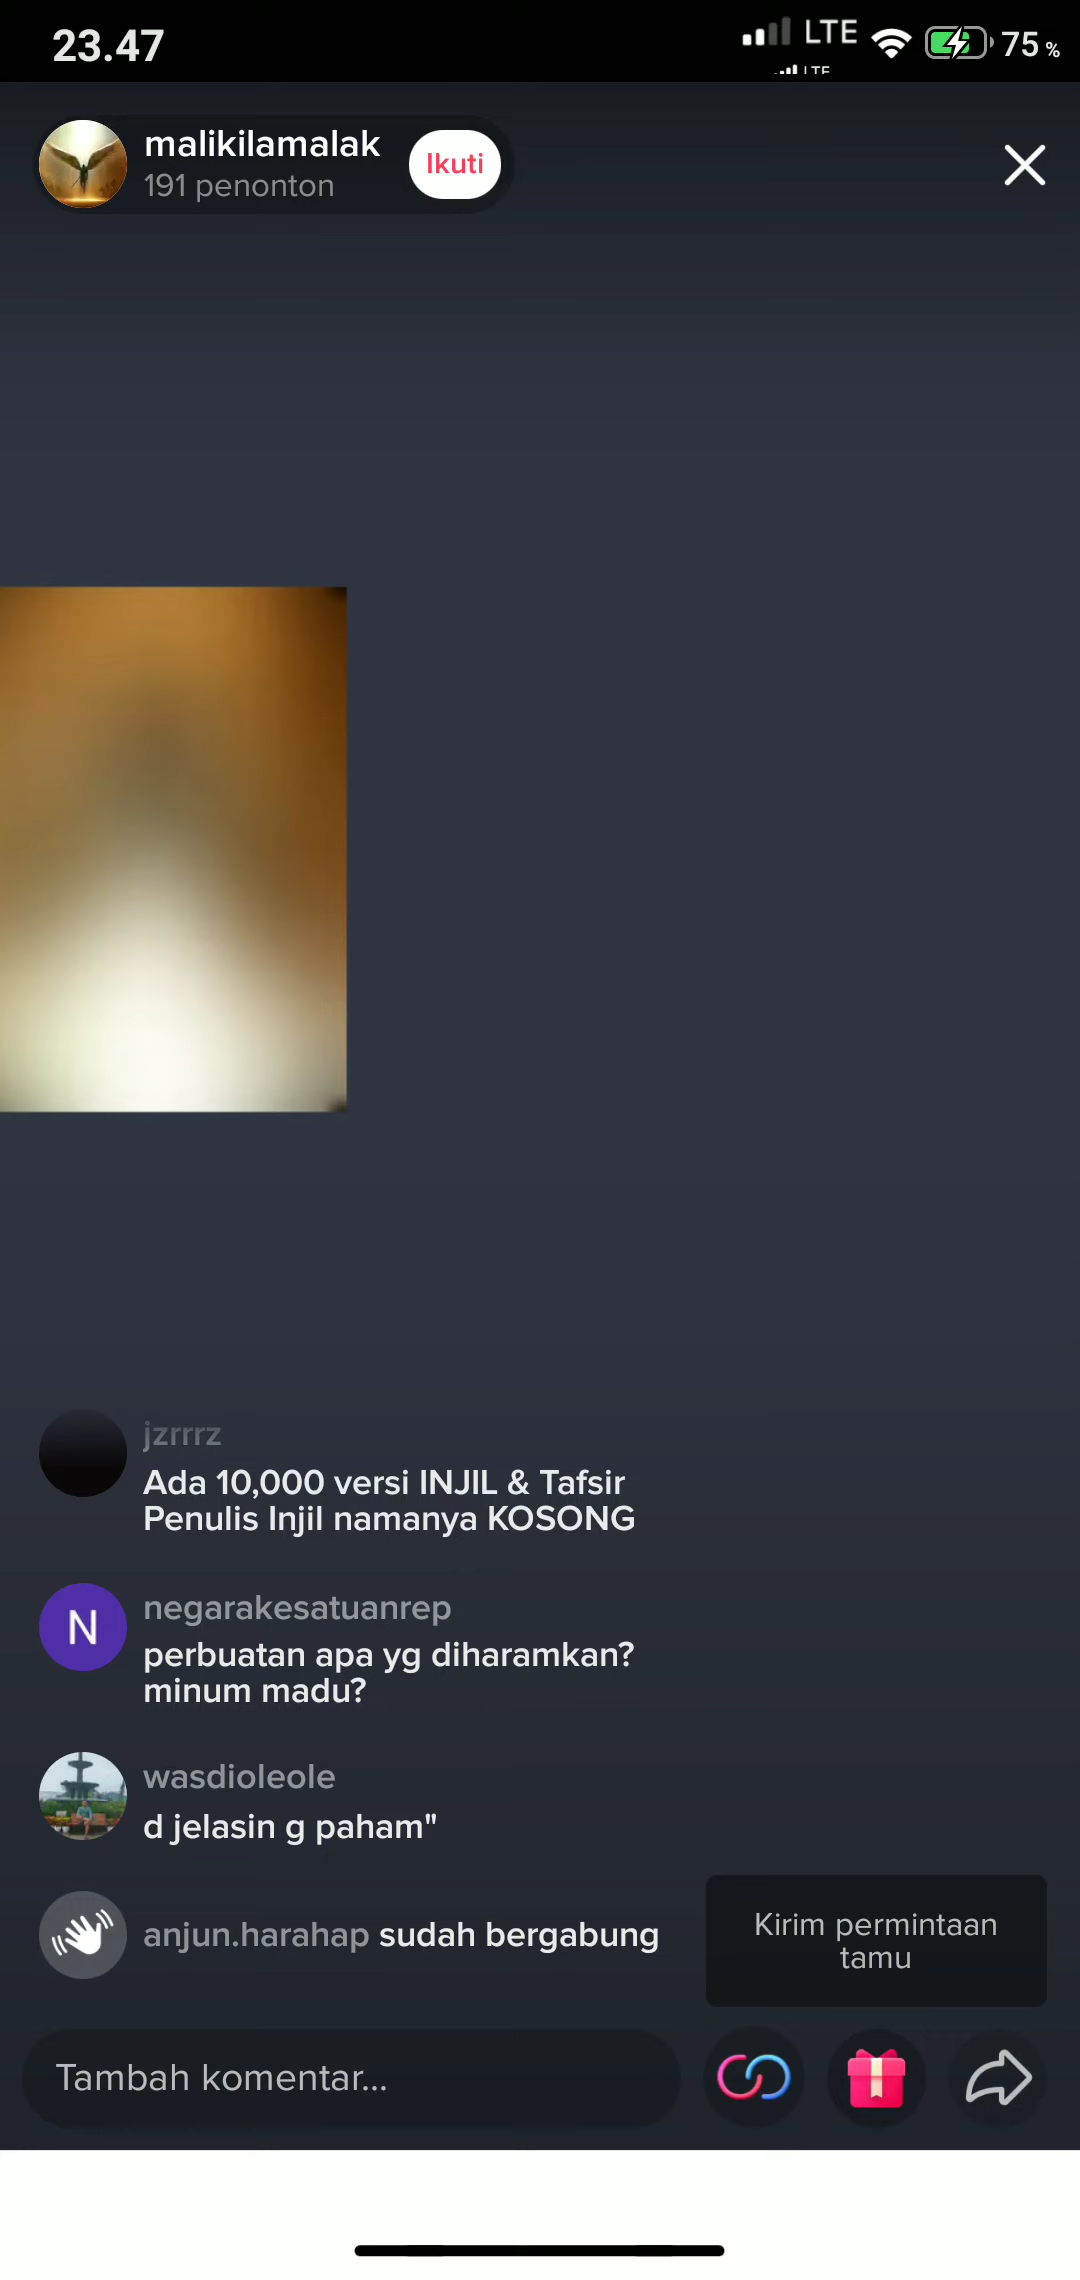 23.47
LTE
75 %
LTE
malikilamalak
191 penonton
Ikuti
jzrrrz
Ada 10,000 versi INJIL & Tafsir
Penulis Injil namanya KOSONG
N
negarakesatuanrep
perbuatan apa yg diharamkan?
minum madu?
wasdioleole
d jelasin g paham"
anjun.harahap sudah bergabung
Kirim permintaan
tamu
Tambah komentar...